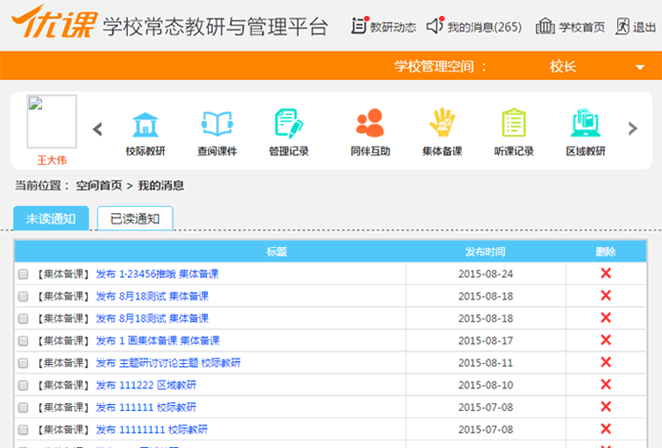 优课 学校常态教研与管理平台 教研动态 我的消息(265) 学校首页 退出
学校管理空间 ： 校长
王大伟 校际教研 查阅课件 管理记录 同伴互助 集体备课 听课记录 区域教研
当前位置： 空间首页 > 我的消息
未读通知 已读通知
标题 发布时间 删除
【集体备课】 发布 1-23456推哦 集体备课 2015-08-24
【集体备课】 发布 8月18测试 集体备课 2015-08-18
【集体备课】 发布 8月18测试 集体备课 2015-08-18
【集体备课】 发布 1 画集体备课 集体备课 2015-08-17
【集体备课】 发布 主题研讨讨论主题 校际教研 2015-08-11
【集体备课】 发布 111222 区域教研 2015-08-10
【集体备课】 发布 111111 校际教研 2015-07-08
【集体备课】 发布 11111111 校际教研 2015-07-08